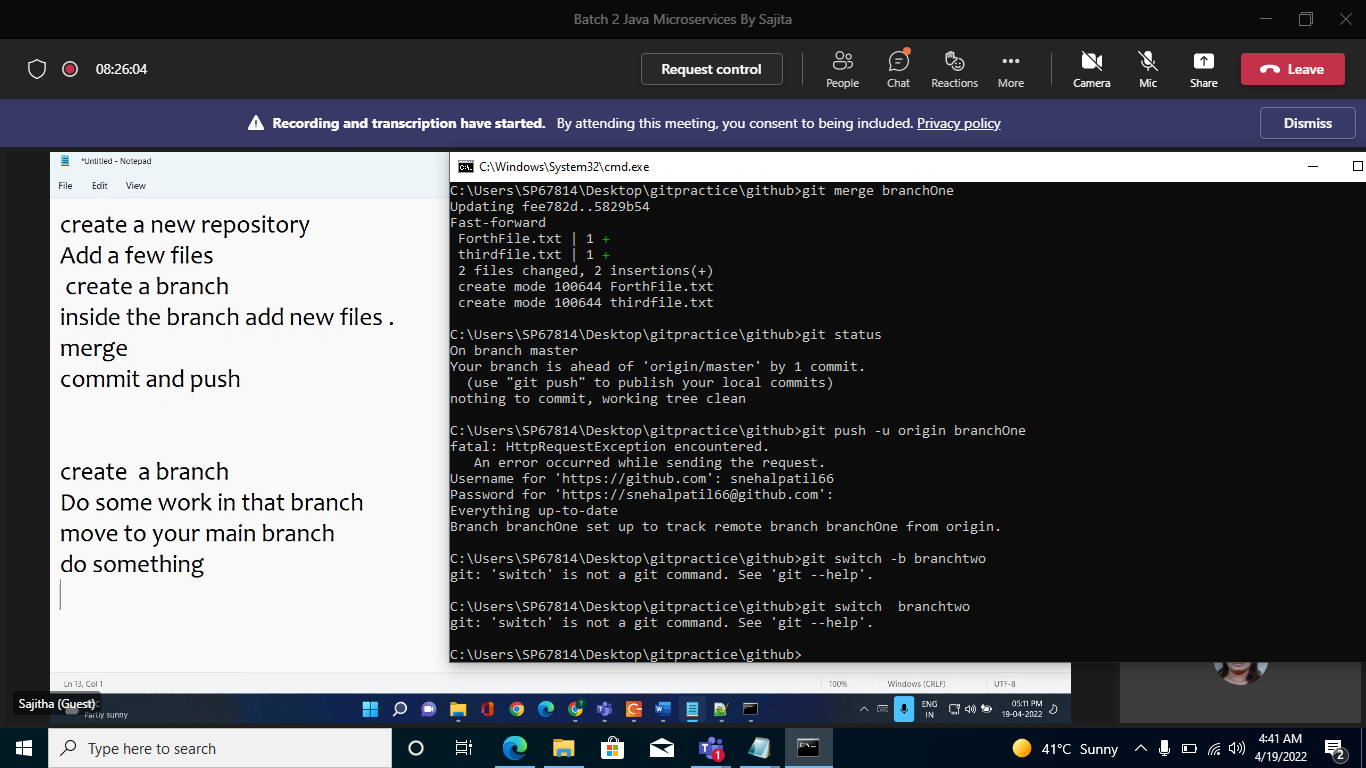 Batch 2 Java Microservices By Sajita
08:26:04
Request control
People
Chat
Reactions
More
Camera
Mic
Share
Leave
Recording and transcription have started. By attending this meeting, you consent to being included. Privacy policy
Dismiss
*Untitled - Notepad
File Edit View
create a new repository
Add a few files
create a branch
inside the branch add new files .
merge
commit and push
create a branch
Do some work in that branch
move to your main branch
do something
Ln 13, Col 1
100%
Windows (CRLF)
UTF-8
C:\Windows\System32\cmd.exe
C:\Users\SP67814\Desktop\gitpractice\github>git merge branchOne
Updating fee782d..5829b54
Fast-forward
ForthFile.txt | 1 +
thirdfile.txt | 1 +
2 files changed, 2 insertions(+)
create mode 100644 ForthFile.txt
create mode 100644 thirdfile.txt
C:\Users\SP67814\Desktop\gitpractice\github>git status
On branch master
Your branch is ahead of 'origin/master' by 1 commit.
(use "git push" to publish your local commits)
nothing to commit, working tree clean
C:\Users\SP67814\Desktop\gitpractice\github>git push -u origin branchOne
fatal: HttpRequestException encountered.
An error occurred while sending the request.
Username for 'https://github.com': snehalpatil66
Password for 'https://snehalpatil66@github.com':
Everything up-to-date
Branch branchOne set up to track remote branch branchOne from origin.
C:\Users\SP67814\Desktop\gitpractice\github>git switch -b branchtwo
git: 'switch' is not a git command. See 'git --help'.
C:\Users\SP67814\Desktop\gitpractice\github>git switch  branchtwo
git: 'switch' is not a git command. See 'git --help'.
C:\Users\SP67814\Desktop\gitpractice\github>
Sajitha (Guest)
Partly sunny
ENG
IN
05:11 PM
19-04-2022
Type here to search
1
41°C Sunny
4:41 AM
4/19/2022
2